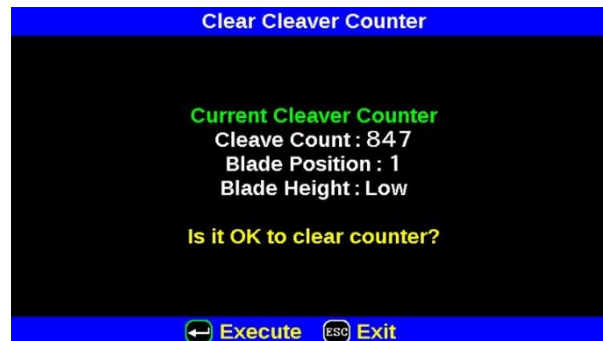 Clear Cleaver Counter
Current Cleaver Counter
Cleave Count : 847
Blade Position : 1
Blade Height : Low
Is it OK to clear counter?
Execute ESC Exit